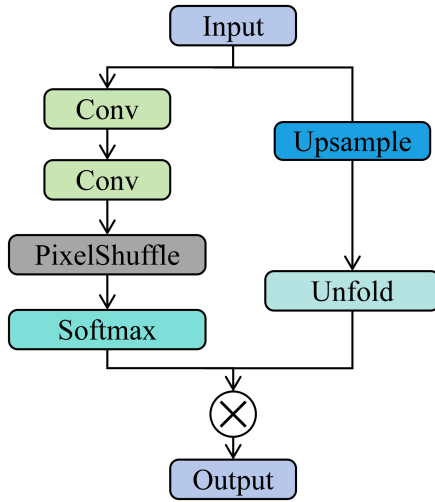 Input
Conv
Upsample
Conv
PixelShuffle
Unfold
Softmax
Output